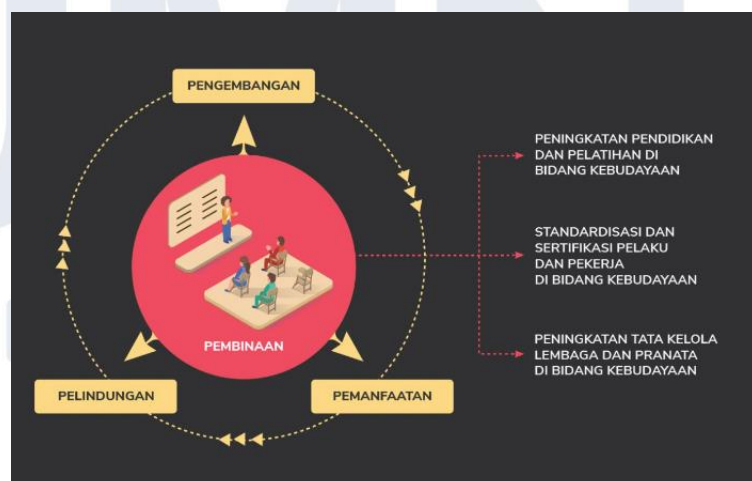 PENGEMBANGAN
PEMBINAAN
PELINDUNGAN
PEMANFAATAN
PENINGKATAN PENDIDIKAN
DAN PELATIHAN DI
BIDANG KEBUDAYAAN
STANDARDISASI DAN
SERTIFIKASI PELAKU
DAN PEKERJA
DI BIDANG KEBUDAYAAN
PENINGKATAN TATA KELOLA
LEMBAGA DAN PRANATA
DI BIDANG KEBUDAYAAN